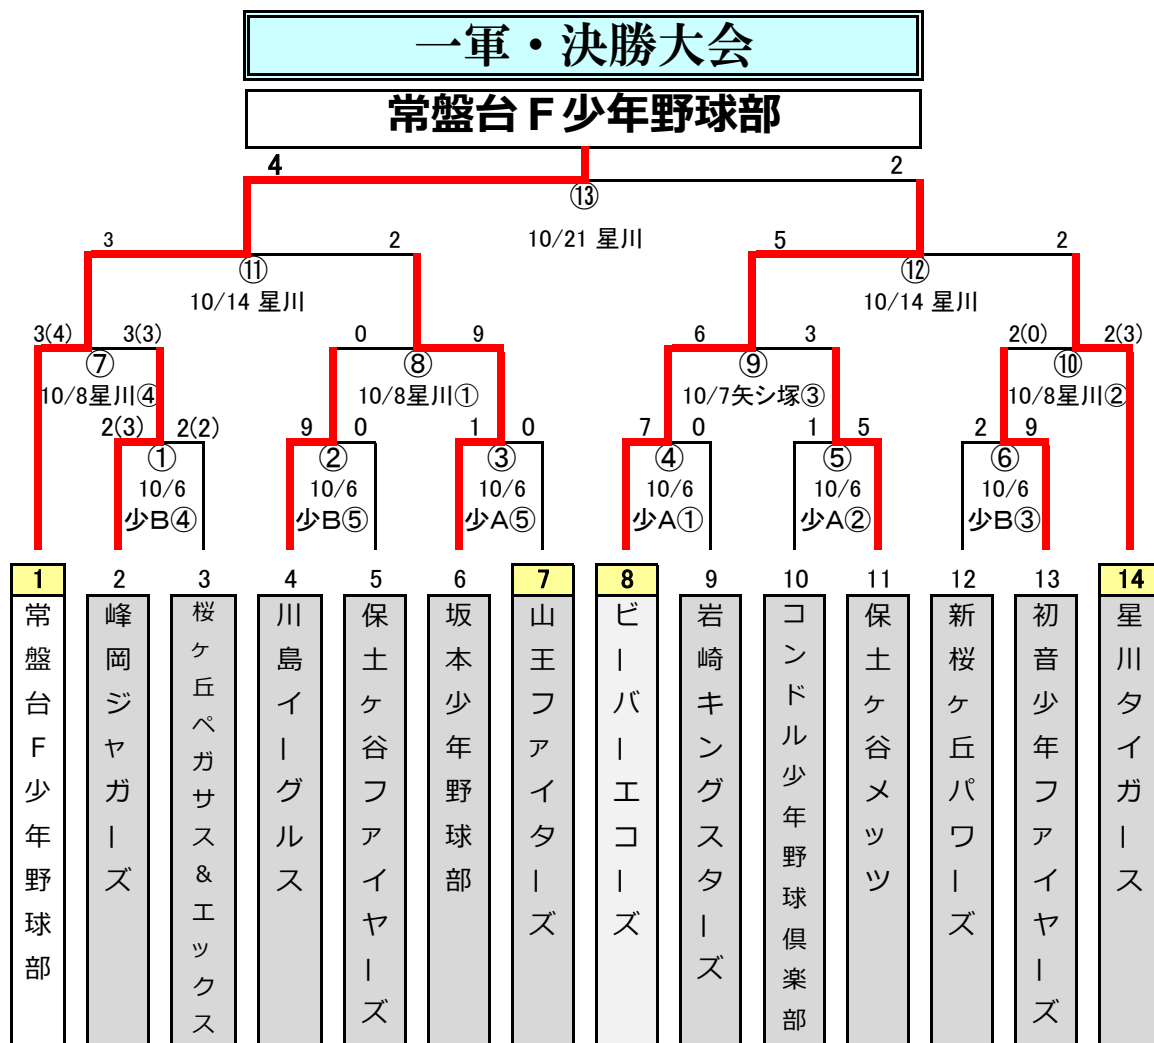 一軍・決勝大会
常盤台F少年野球部
4
2
⑬
10/21 星川
3
2
5
2
⑪
⑫
10/14 星川
10/14 星川
3(4)
3(3)
0
9
6
3
2(0)
2(3)
⑦
⑧
⑨
⑩
10/8星川④
10/8星川①
10/7矢シ塚③
10/8星川②
2(3)
2(2)
9
0
1
0
7
0
1
5
2
9
①
②
③
④
⑤
⑥
10/6
10/6
10/6
10/6
10/6
10/6
少B④
少B⑤
少A⑤
少A①
少A②
少B③
1
2
3
4
5
6
7
8
9
10
11
12
13
14
常盤台F少年野球部
峰岡ジャガーズ
桜ヶ丘ペガサス&エックス
川島イーグルス
保土ヶ谷ファイヤーズ
坂本少年野球部
山王ファイターズ
ビーバーエコーズ
岩崎キングスターズ
コンドル少年野球倶楽部
保土ヶ谷メッツ
新桜ヶ丘パワーズ
初音少年ファイヤーズ
星川タイガース